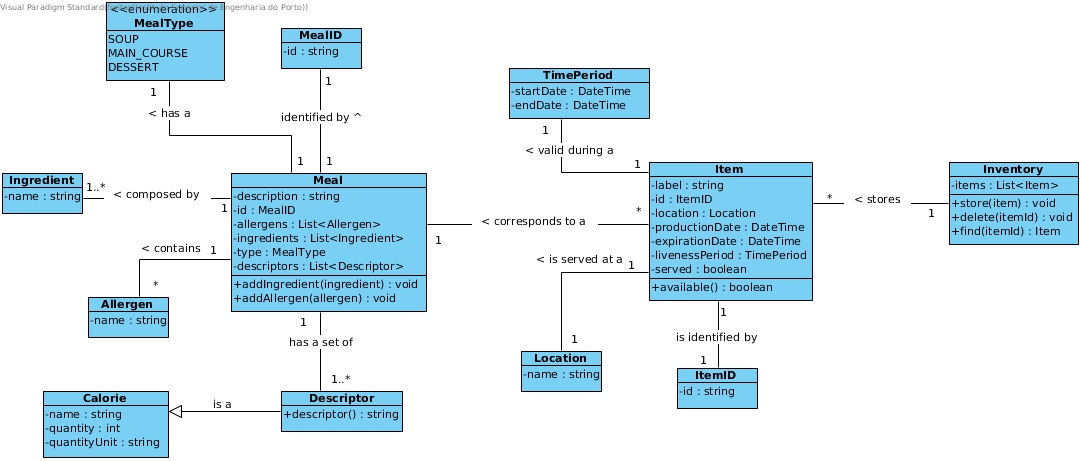 Visual Paradigm Standard
de Engenharia do Porto))
<<enumeration>>
MealType
SOUP
MAIN_COURSE
DESSERT
1
< has a
1
MealID
-id : string
1
identified by ^
1
TimePeriod
-startDate : DateTime
-endDate : DateTime
1
< valid during a
1
Ingredient
-name : string
1..*
< composed by
1
Meal
-description : string
-id : MealID
-allergens : List<Allergen>
-ingredients : List<Ingredient>
-type : MealType
-descriptors : List<Descriptor>
+addIngredient(ingredient) : void
+addAllergen(allergen) : void
1
< corresponds to a
*
Item
-label : string
-id : ItemID
-location : Location
-productionDate : DateTime
-expirationDate : DateTime
-livenessPeriod : TimePeriod
-served : boolean
+available() : boolean
*
< stores
1
Inventory
-items : List<Item>
+store(item) : void
+delete(itemId) : void
+find(itemId) : Item
< contains
1
*
Allergen
-name : string
< is served at a
1
1
Location
-name : string
1
is identified by
1
ItemID
-id : string
1
has a set of
1..*
Descriptor
+descriptor() : string
is a
Calorie
-name : string
-quantity : int
-quantityUnit : string